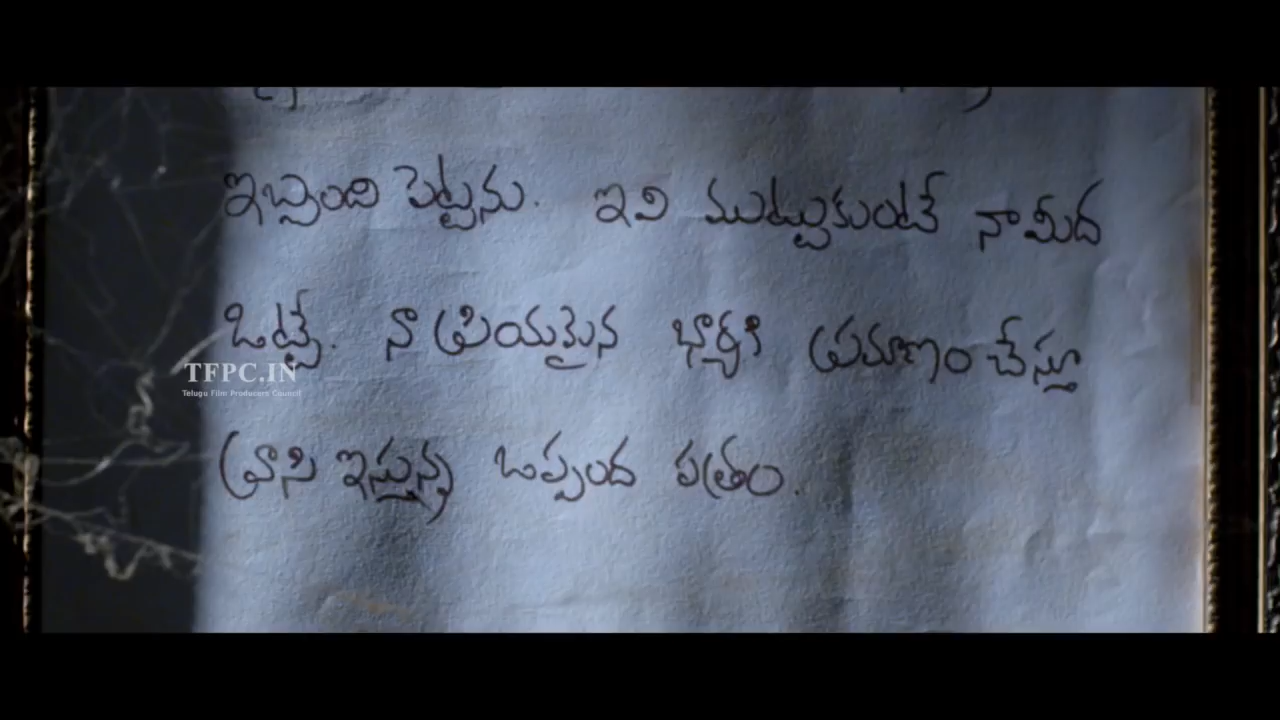 ఇబ్బంది పెట్టను. ఇవి ముట్టుకుంటే నామీద
ఒట్టే. నా ప్రియమైన భార్యకి ప్రమాణం చేస్తూ
TFPC.IN
Telugu Film Producers Council
వ్రాసి ఇస్తున్న ఒప్పంద పత్రం.